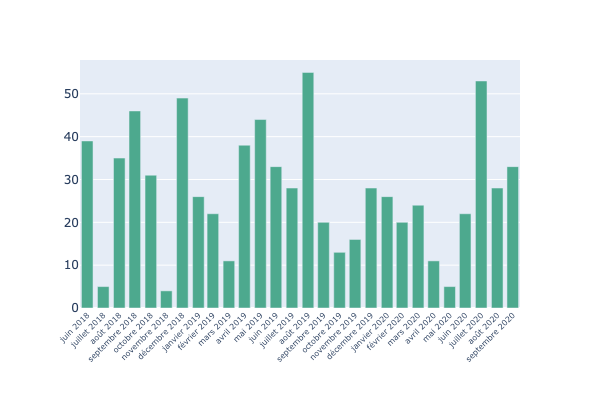 50
40
30
20
10
0
juin 2018
juillet 2018
août 2018
septembre 2018
octobre 2018
novembre 2018
décembre 2018
janvier 2019
février 2019
mars 2019
avril 2019
mai 2019
juin 2019
juillet 2019
août 2019
septembre 2019
octobre 2019
novembre 2019
décembre 2019
janvier 2020
février 2020
mars 2020
avril 2020
mai 2020
juin 2020
juillet 2020
août 2020
septembre 2020